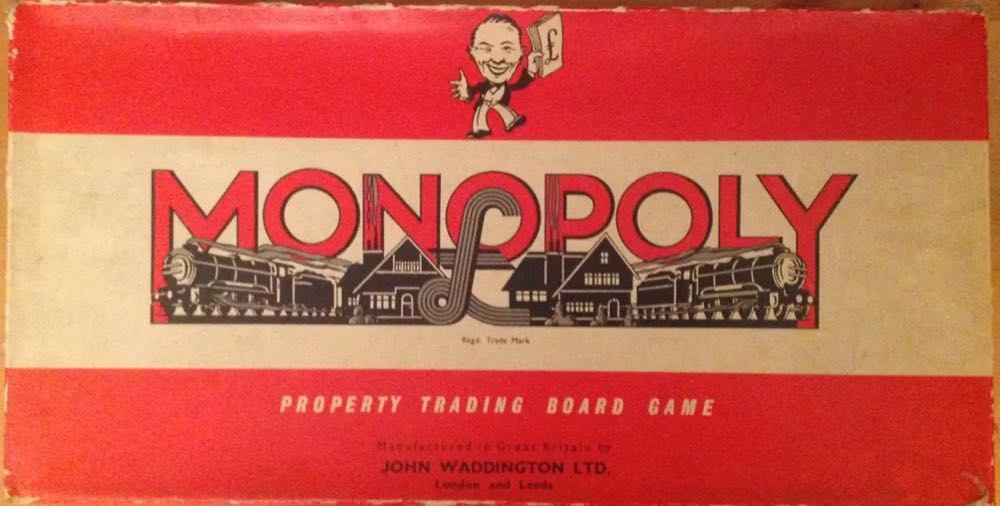 £
MONOPOLY
£
Regd. Trade Mark
PROPERTY TRADING BOARD GAME
Manufactured in Great Britain by
JOHN WADDINGTON LTD.
London and Leeds